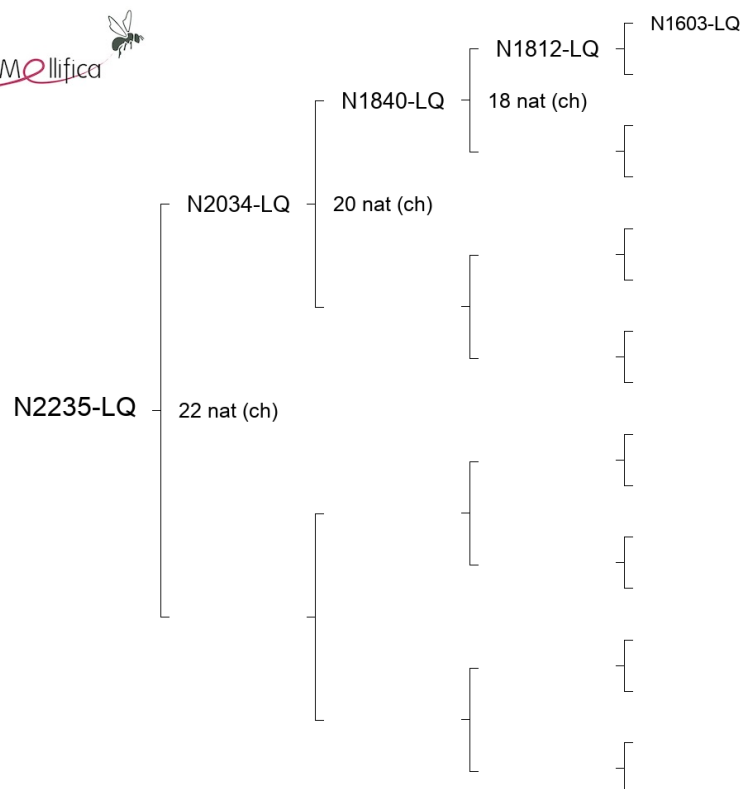 Mellifica
N1603-LQ
N1812-LQ
N1840-LQ
18 nat (ch)
N2034-LQ
20 nat (ch)
N2235-LQ
22 nat (ch)